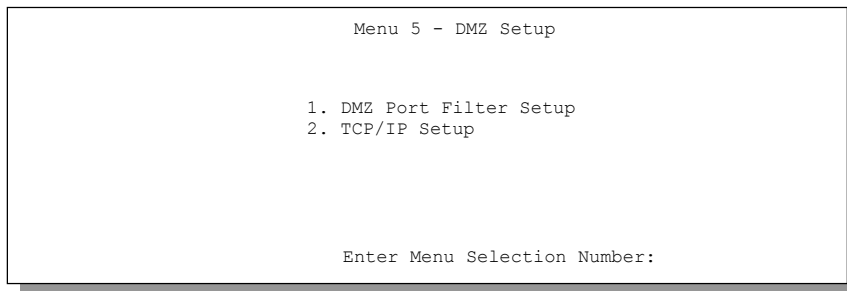 Menu 5 - DMZ Setup
1. DMZ Port Filter Setup
2. TCP/IP Setup
Enter Menu Selection Number: